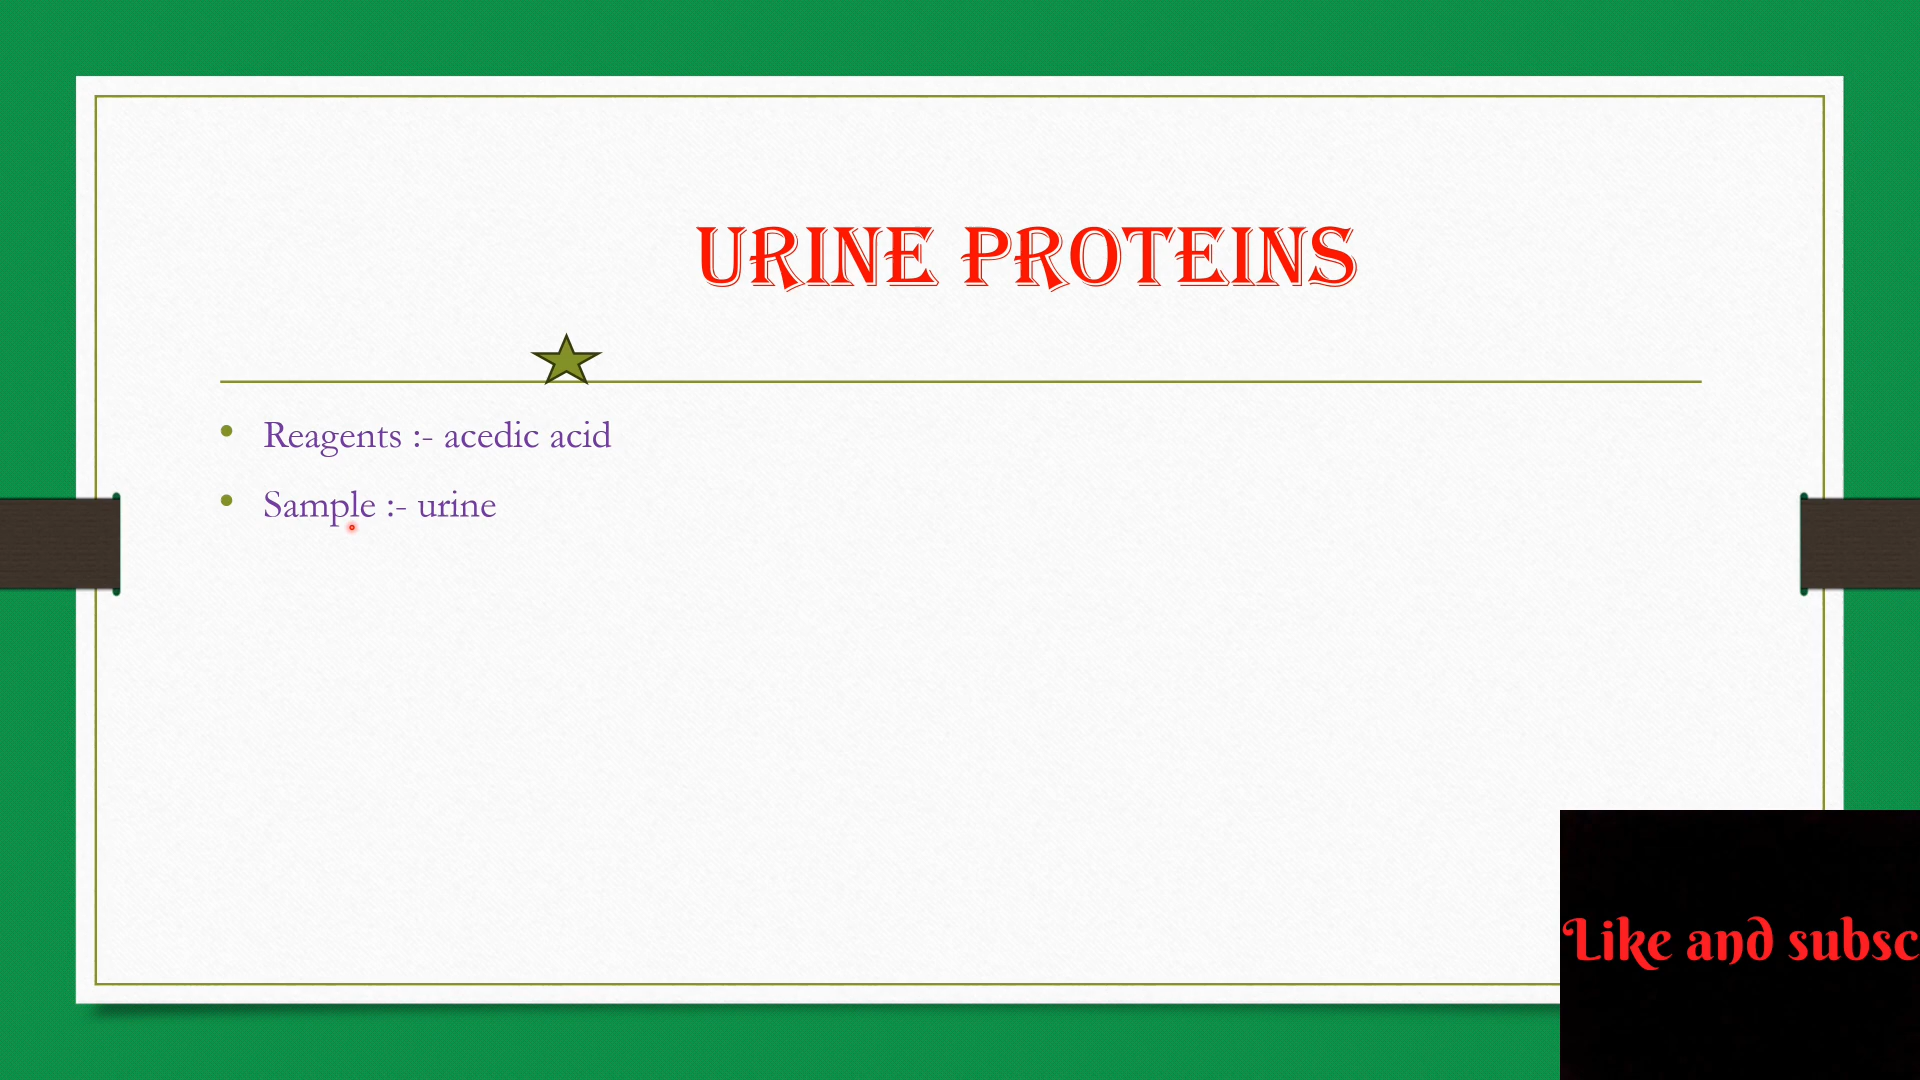 URINE PROTEINS
• Reagents :- acedic acid
• Sample :- urine
Like and subsc